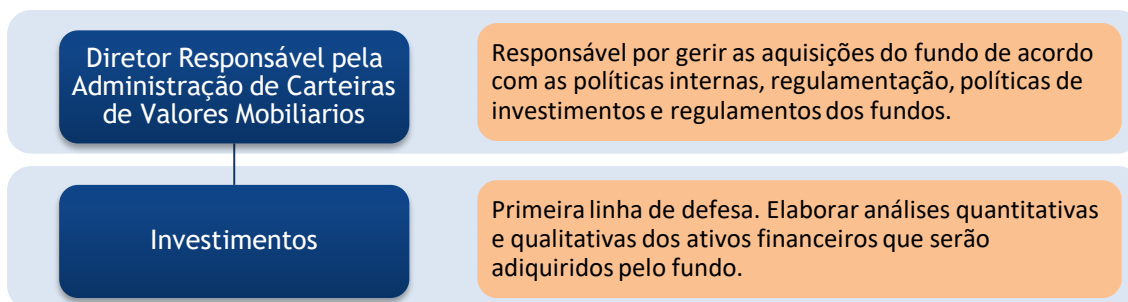 Diretor Responsável pela
Administração de Carteiras
de Valores Mobiliarios
Responsável por gerir as aquisições do fundo de acordo
com as políticas internas, regulamentação, políticas de
investimentos e regulamentos dos fundos.
Investimentos
Primeira linha de defesa. Elaborar análises quantitativas
e qualitativas dos ativos financeiros que serão
adiquiridos pelo fundo.